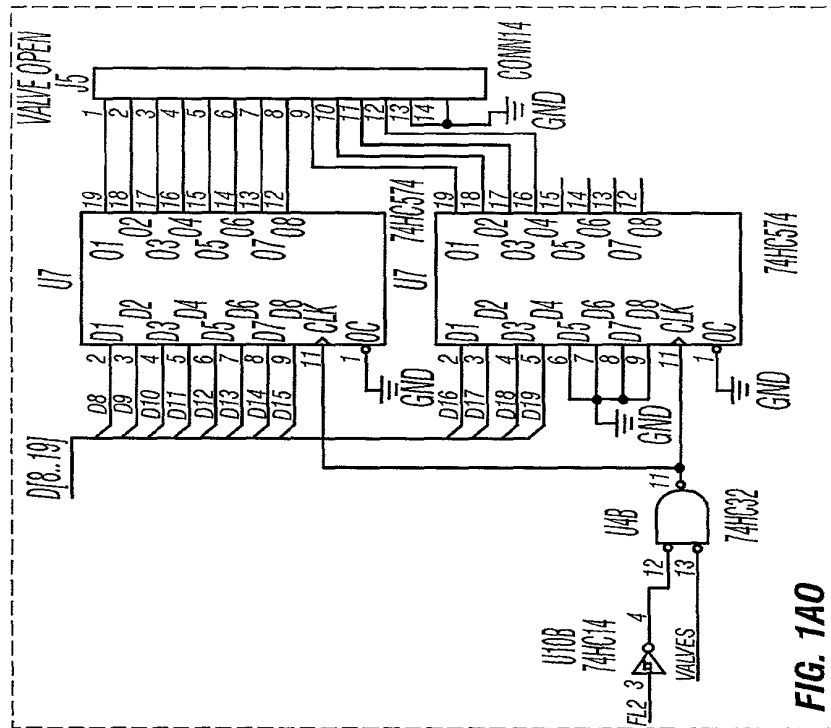 VALVE OPEN
J5
1
2
3
4
5
6
7
8
9
10
11
12
13
14
CONN14
GND
U7
19
18
17
16
15
14
13
12
O1
O2
O3
O4
O5
O6
O7
O8
D1
D2
D3
D4
D5
D6
D7
D8
CLK
OC
74HC574
2
3
4
5
6
7
8
9
11
1
GND
D[8..19]
D8
D9
D10
D11
D12
D13
D14
D15
U7
19
18
17
16
15
14
13
12
O1
O2
O3
O4
O5
O6
O7
O8
D1
D2
D3
D4
D5
D6
D7
D8
CLK
OC
74HC574
2
3
4
5
6
7
8
9
11
1
GND
GND
D16
D17
D18
D19
U4B
11
12
13
74HC32
U10B
74HC14
3
4
FL2
VALVES
FIG. 1AO